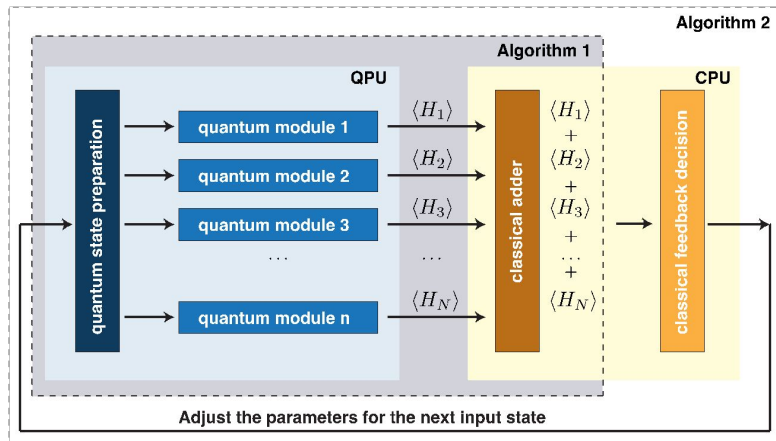 Algorithm 2
Algorithm 1
QPU
CPU
quantum state preparation
quantum module 1
quantum module 2
quantum module 3
...
quantum module n
⟨H₁⟩
⟨H₂⟩
⟨H₃⟩
...
⟨H_N⟩
classical adder
⟨H₁⟩
+
⟨H₂⟩
+
⟨H₃⟩
+
...
+
⟨H_N⟩
classical feedback decision
Adjust the parameters for the next input state